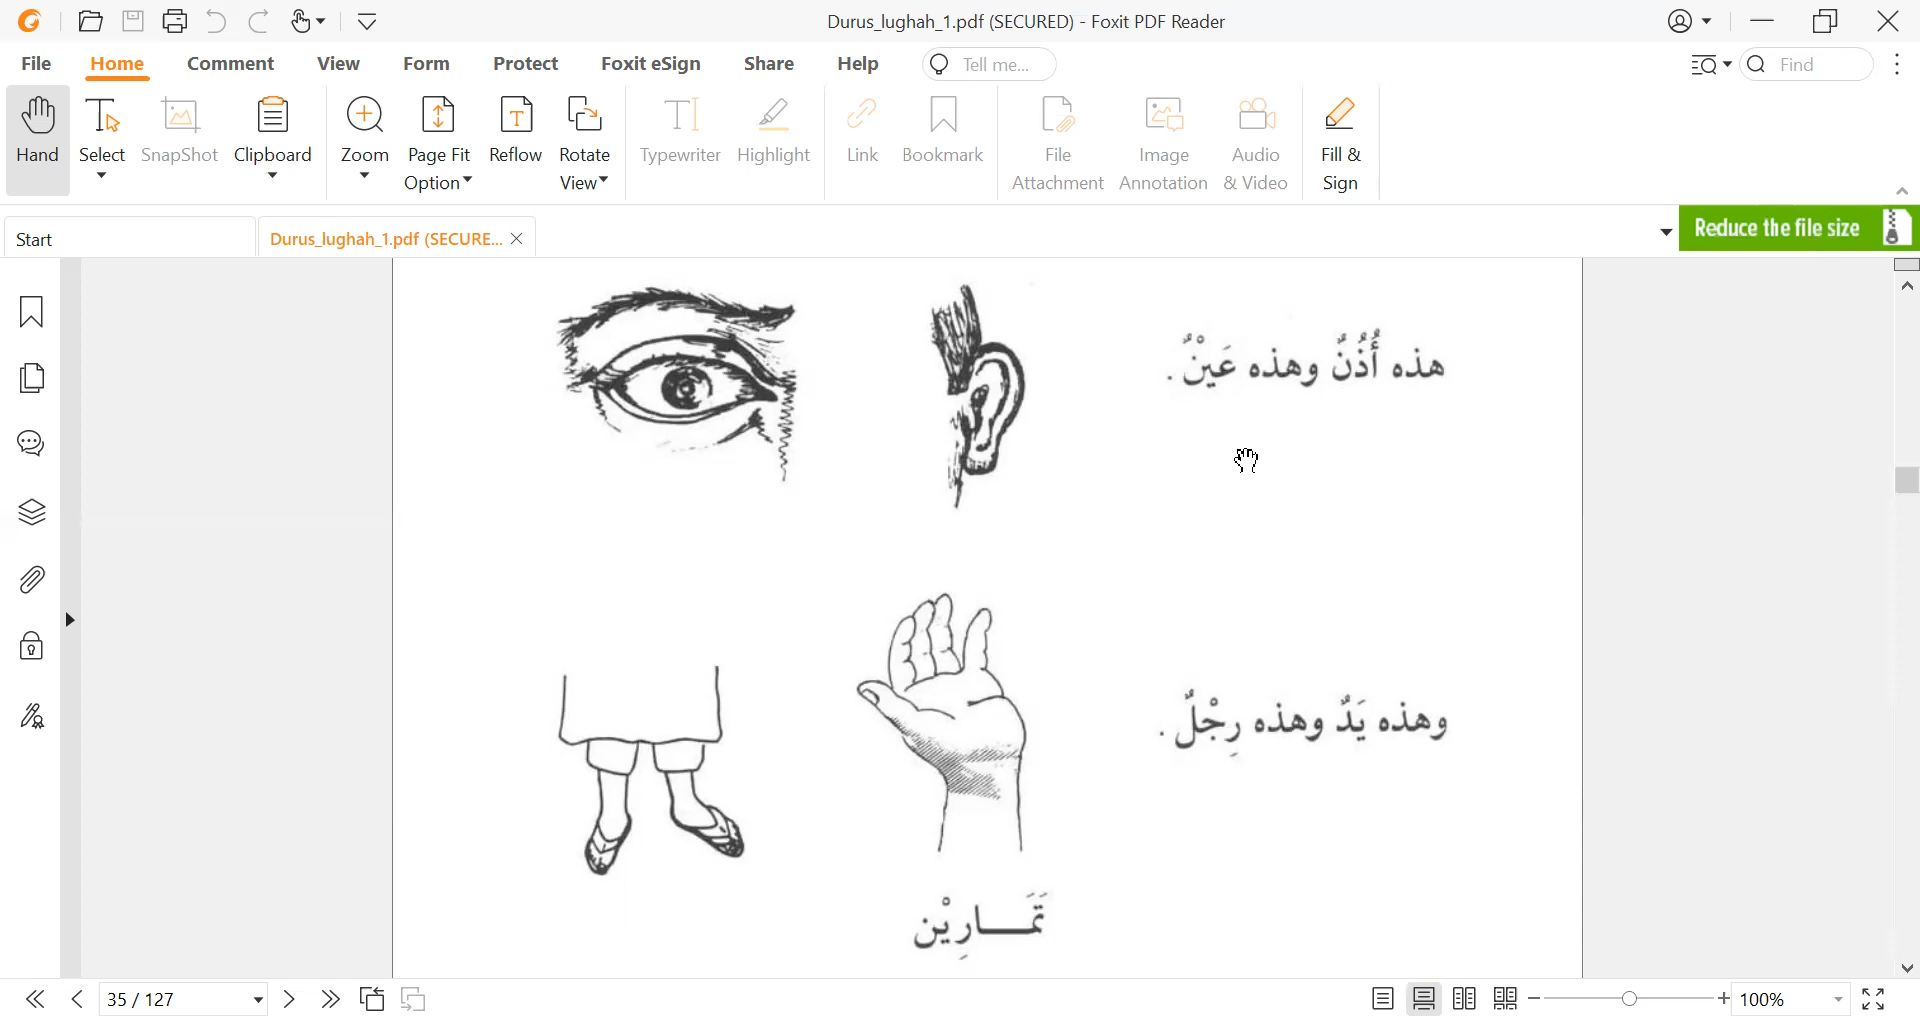 Durus_lughah_1.pdf (SECURED) - Foxit PDF Reader
File Home Comment View Form Protect Foxit eSign Share Help Tell me... Find
Hand Select SnapShot Clipboard Zoom Page Fit Option Reflow Rotate View Typewriter Highlight Link Bookmark File Attachment Image Annotation Audio & Video Fill & Sign
Start Durus_lughah_1.pdf (SECURE... Reduce the file size
هذه أُذُنٌ وهذه عَيْنٌ .
وهذه يَدٌ وهذه رِجْلٌ .
تَمَـــارِيْن
35 / 127 100%